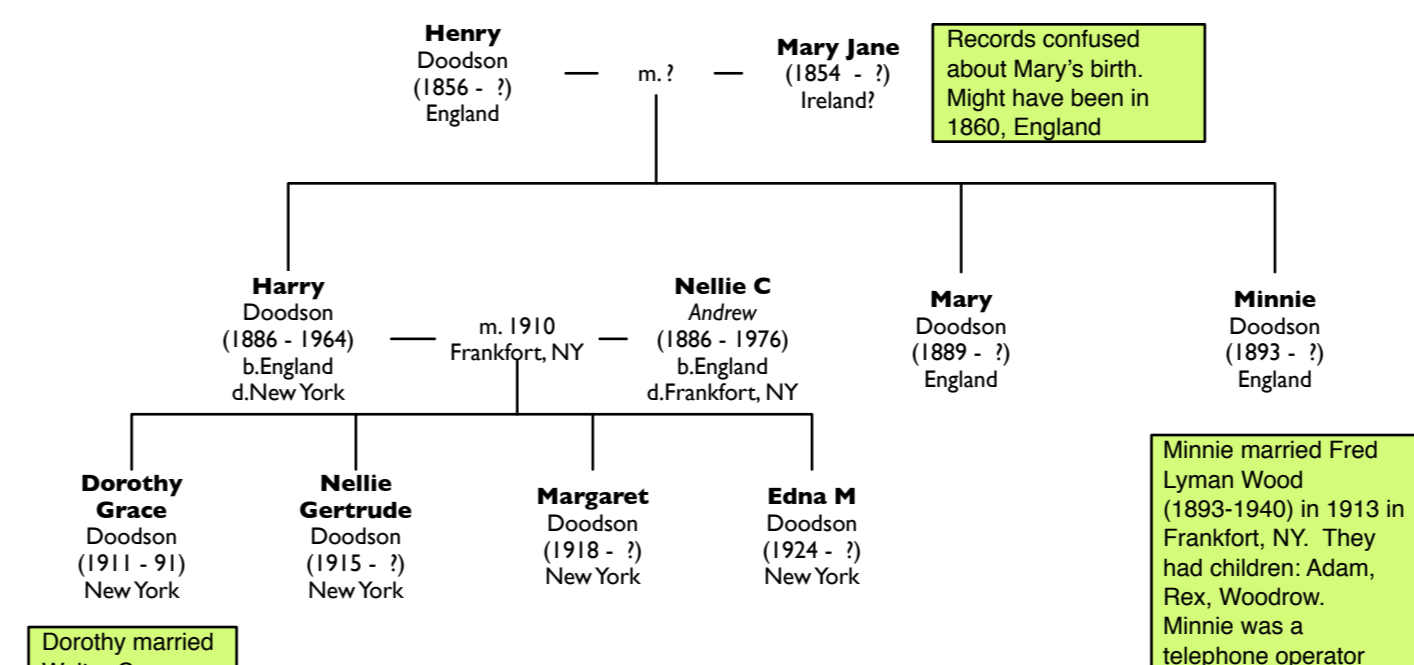 Henry
Doodson
(1856 - ?)
England
m. ?
Mary Jane
(1854 - ?)
Ireland?
Records confused
about Mary's birth.
Might have been in
1860, England
Harry
Doodson
(1886 - 1964)
b.England
d.New York
m. 1910
Frankfort, NY
Nellie C
Andrew
(1886 - 1976)
b.England
d.Frankfort, NY
Mary
Doodson
(1889 - ?)
England
Minnie
Doodson
(1893 - ?)
England
Dorothy
Grace
Doodson
(1911 - 91)
New York
Nellie
Gertrude
Doodson
(1915 - ?)
New York
Margaret
Doodson
(1918 - ?)
New York
Edna M
Doodson
(1924 - ?)
New York
Minnie married Fred
Lyman Wood
(1893-1940) in 1913 in
Frankfort, NY. They
had children: Adam,
Rex, Woodrow.
Minnie was a
telephone operator
Dorothy married